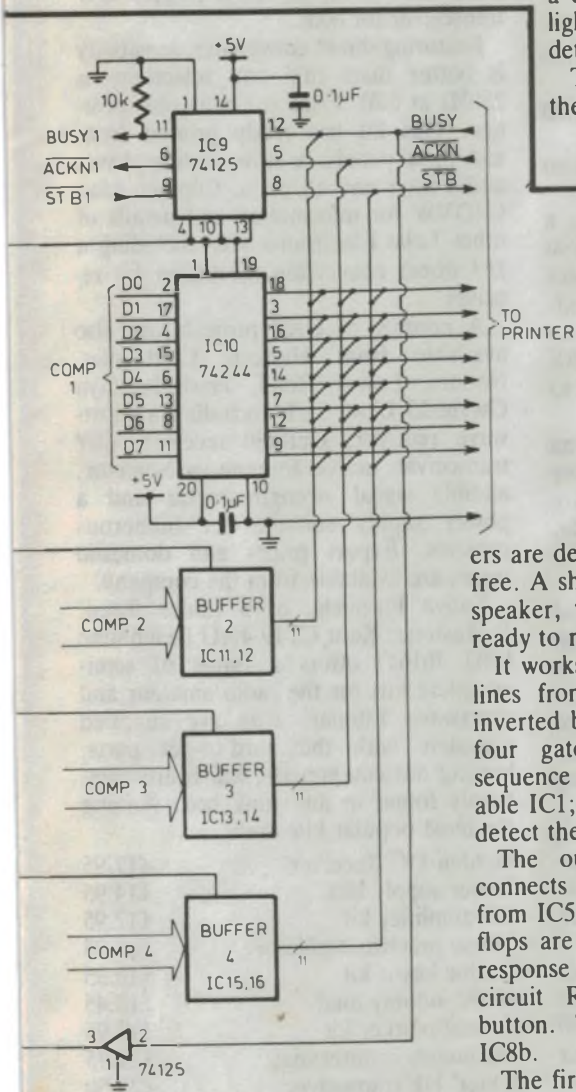 +5V
10k
1 14
0·1µF
BUSY 1 11 12 BUSY
IC9
74125
ACKN1 6 5 ACKN
STB1 9 8 STB
4 10 13
1 19
D0 2 18
D1 17 3
D2 4 16
D3 15 5
D4 6 14
D5 13 7
D6 8 12
D7 11 9
COMP
1
IC10
74244
TO
PRINTER
+5V 20 10
0·1µF
BUFFER
2
IC11,12
COMP 2
11
BUFFER
3
IC13,14
COMP 3
11
BUFFER
4
IC15,16
COMP 4
11
3 2
1 74125
ligh
de
T
the
ers are de
free. A sh
speaker,
ready to r
It works
lines from
inverted b
four gat
sequence
able IC1;
detect the
The ou
connects
from IC5
flops are
response
circuit R
button.
IC8b.
The fir